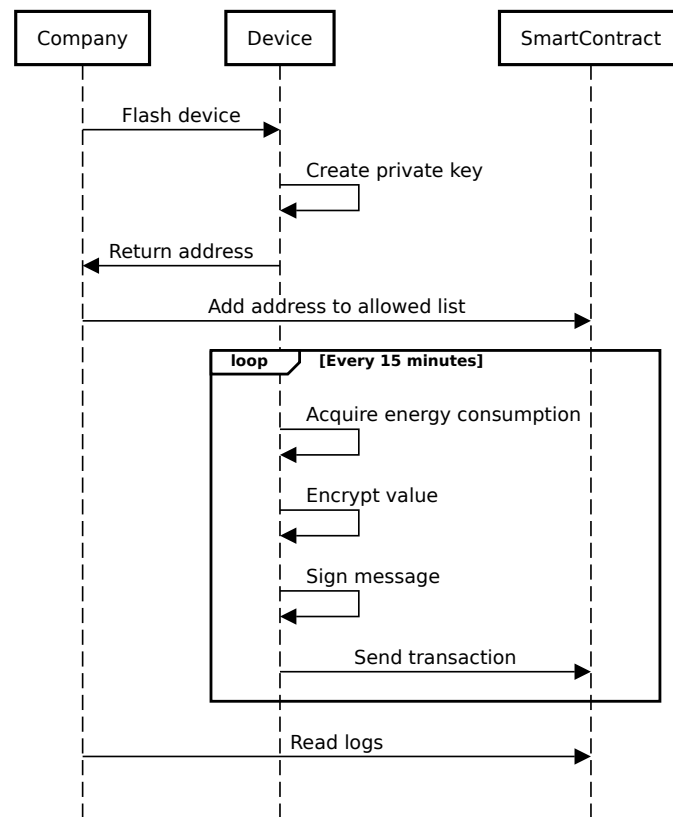 Company
Device
SmartContract
Flash device
Create private key
Return address
Add address to allowed list
loop
[Every 15 minutes]
Acquire energy consumption
Encrypt value
Sign message
Send transaction
Read logs